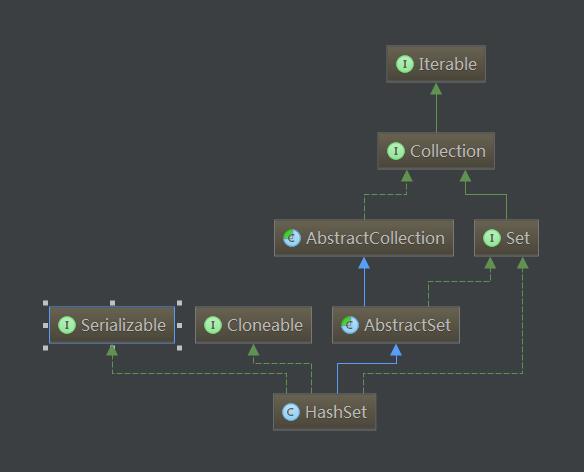 I Iterable
I Collection
C AbstractCollection
I Set
I Serializable
I Cloneable
C AbstractSet
C HashSet